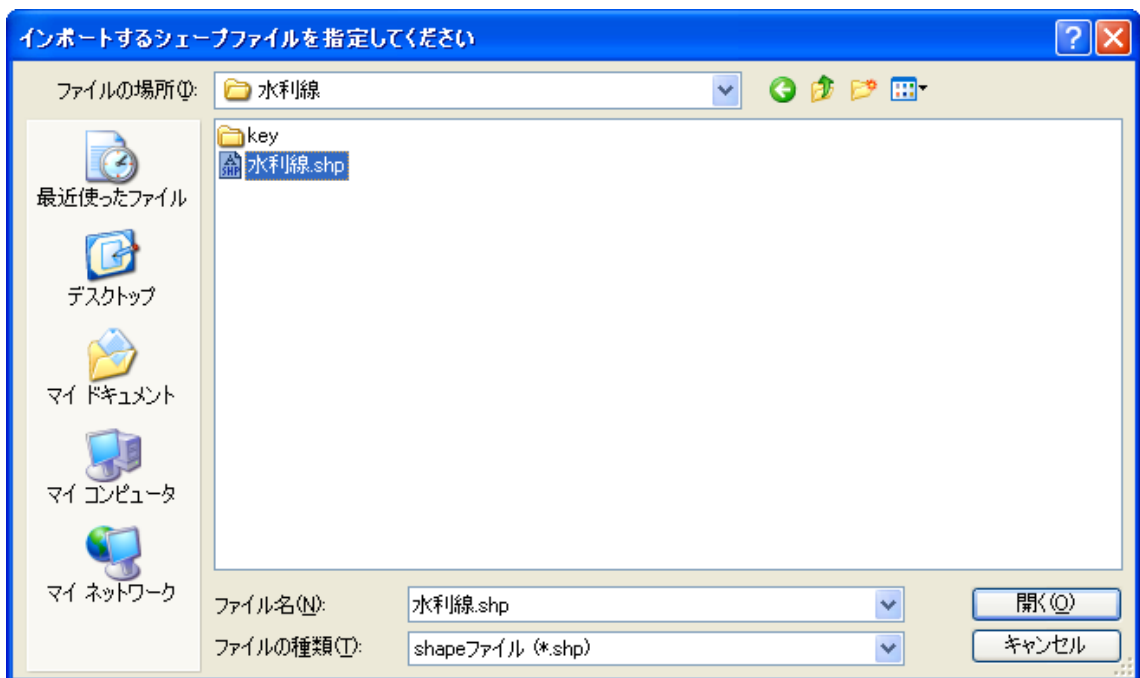 インポートするシェープファイルを指定してください
ファイルの場所(I):
水利線
key
水利線.shp
最近使ったファイル
デスクトップ
マイ ドキュメント
マイ コンピュータ
マイ ネットワーク
ファイル名(N):
水利線.shp
開く(O)
ファイルの種類(T):
shapeファイル (*.shp)
キャンセル